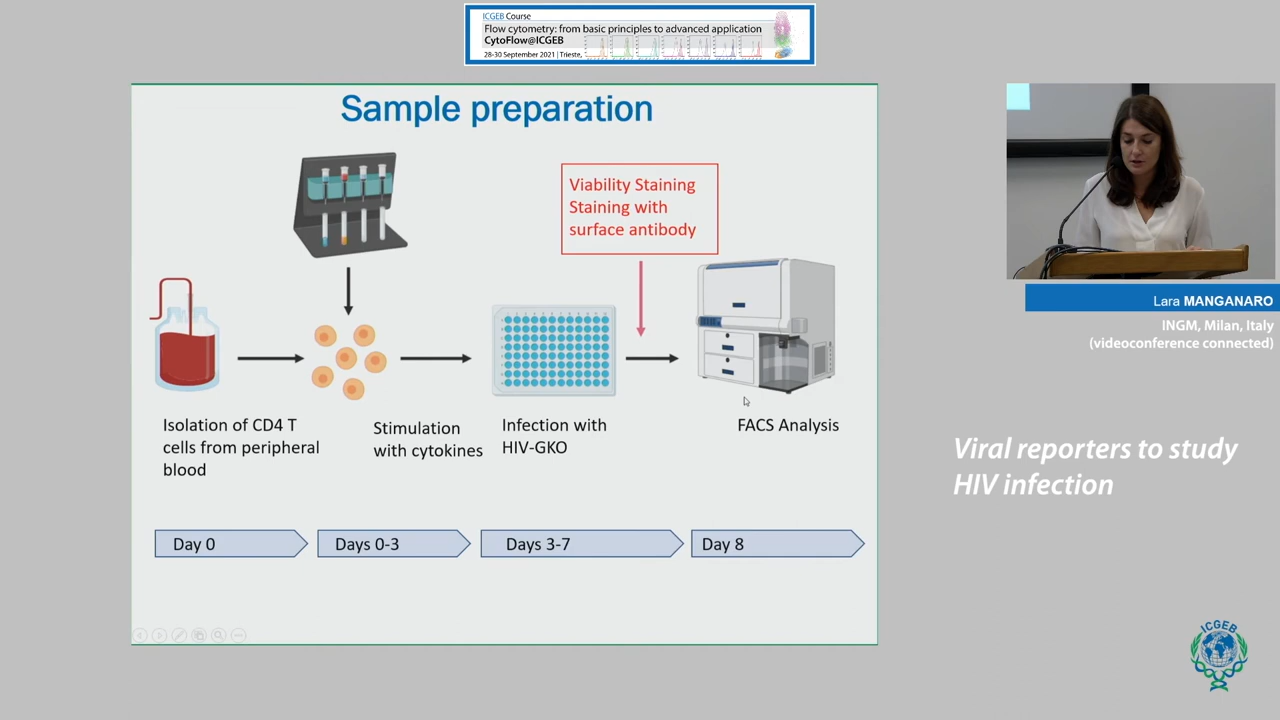 ICGEB Course
Flow cytometry: from basic principles to advanced application
CytoFlow@ICGEB
28-30 September 2021 | Trieste,
Sample preparation
Viability Staining
Staining with
surface antibody
Isolation of CD4 T
cells from peripheral
blood
Stimulation
with cytokines
Infection with
HIV-GKO
FACS Analysis
Day 0
Days 0-3
Days 3-7
Day 8
Lara MANGANARO
INGM, Milan, Italy
(videoconference connected)
Viral reporters to study
HIV infection
ICGEB